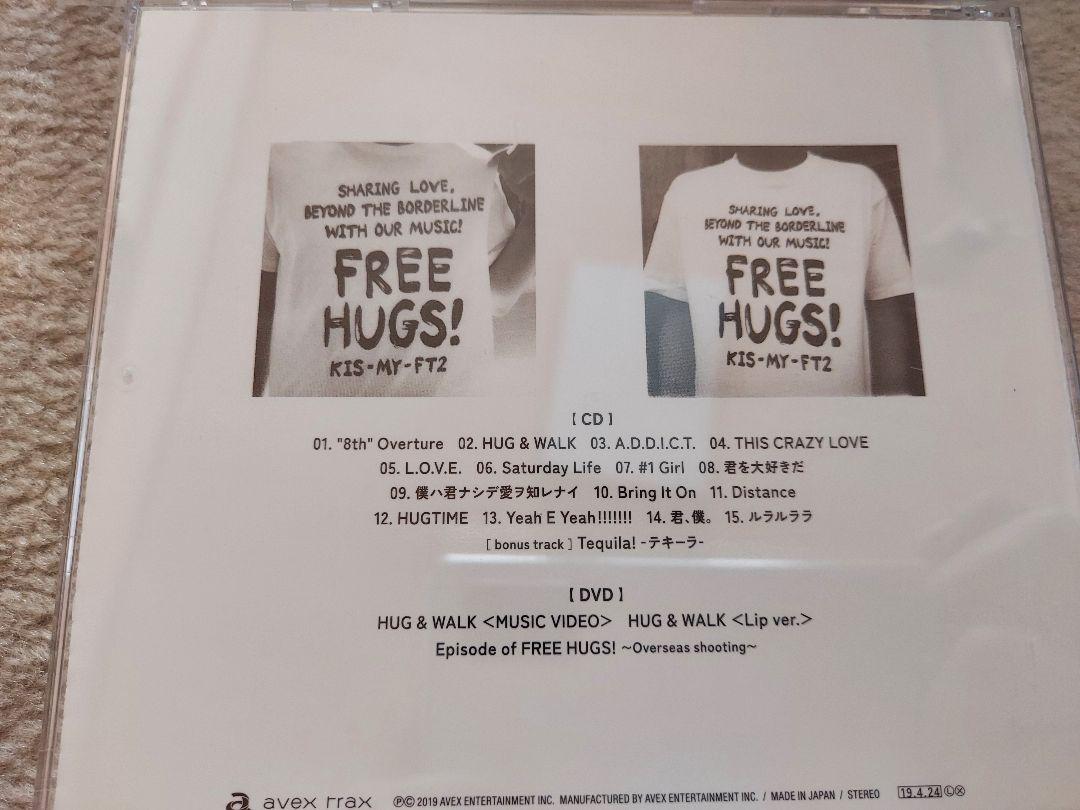 SHARING LOVE,
BEYOND THE BORDERLINE
WITH OUR MUSIC!
FREE
HUGS!
KIS-MY-FT2
SHARING LOVE,
BEYOND THE BORDERLINE
WITH OUR MUSIC!
FREE
HUGS!
KIS-MY-FT2
【CD】
01. "8th" Overture 02. HUG & WALK 03. A.D.D.I.C.T. 04. THIS CRAZY LOVE
05. L.O.V.E. 06. Saturday Life 07. #1 Girl 08. 君を大好きだ
09. 僕ハ君ナシデ愛ヲ知レナイ 10. Bring It On 11. Distance
12. HUGTIME 13. Yeah E Yeah!!!!!!! 14. 君、僕。 15. ルラルララ
[ bonus track ] Tequila! -テキーラ-
【DVD】
HUG & WALK <MUSIC VIDEO> HUG & WALK <Lip ver.>
Episode of FREE HUGS! ~Overseas shooting~
a avex trax ℗© 2019 AVEX ENTERTAINMENT INC. MANUFACTURED BY AVEX ENTERTAINMENT INC. / MADE IN JAPAN / STEREO 19.4.24 Ⓛ Ⓧ